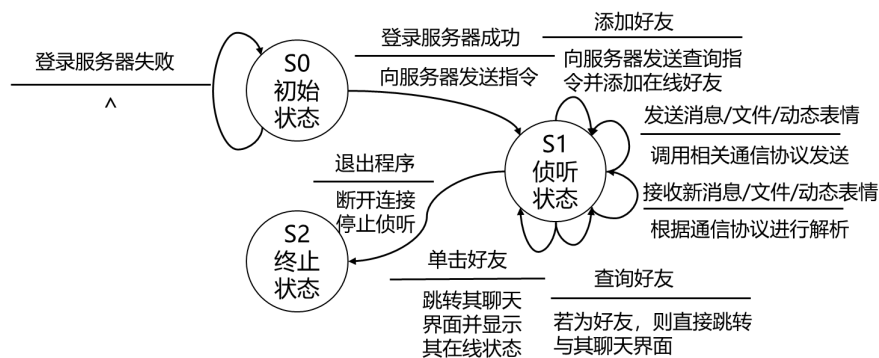 添加好友
登录服务器成功
向服务器发送查询指
令并添加在线好友
登录服务器失败
^
S0
初始
状态
向服务器发送指令
发送消息/文件/动态表情
调用相关通信协议发送
S1
侦听
状态
退出程序
断开连接
停止侦听
接收新消息/文件/动态表情
根据通信协议进行解析
S2
终止
状态
单击好友
跳转其聊天
界面并显示
其在线状态
查询好友
若为好友，则直接跳转
与其聊天界面